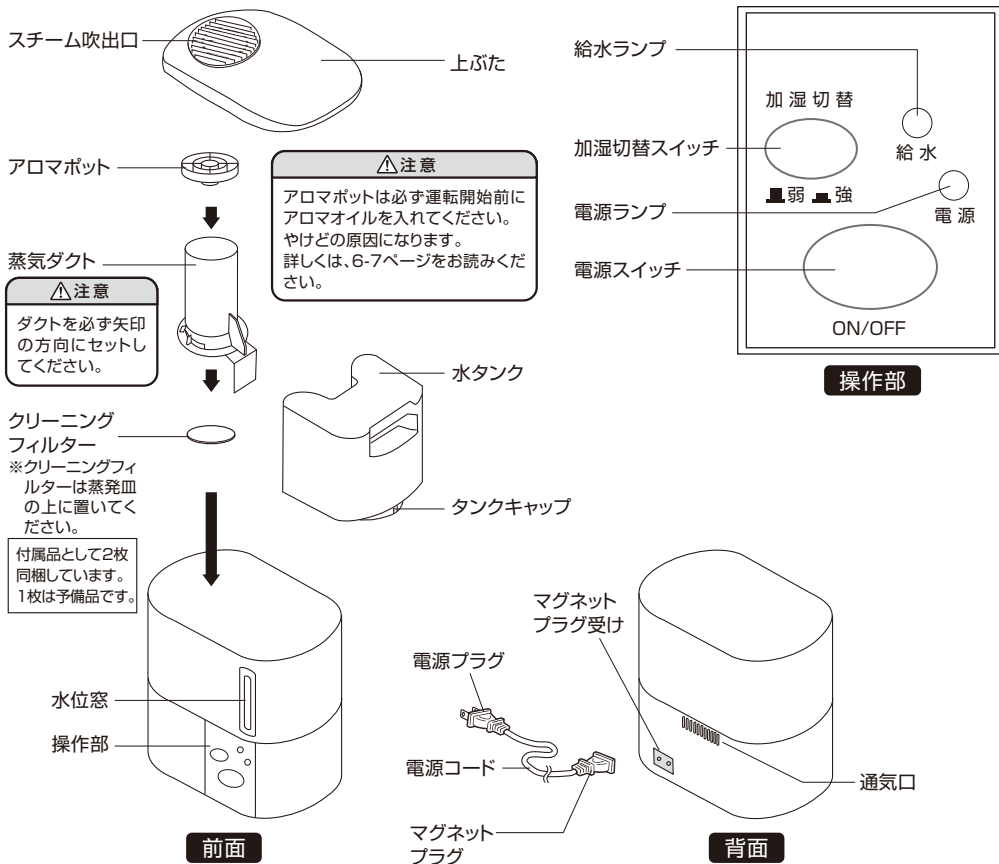 スチーム吹出口
上ぶた
アロマポット
⚠注意
アロマポットは必ず運転開始前に
アロマオイルを入れてください。
やけどの原因になります。
詳しくは、6-7ページをお読みくだ
さい。
蒸気ダクト
⚠注意
ダクトを必ず矢印
の方向にセットし
てください。
水タンク
クリーニング
フィルター
※クリーニングフィ
ルターは蒸発皿
の上に置いてく
ださい。
タンクキャップ
付属品として2枚
同梱しています。
1枚は予備品です。
水位窓
操作部
前面
給水ランプ
加湿切替
給水
加湿切替スイッチ
弱 強
電源ランプ
電源
電源スイッチ
ON/OFF
操作部
マグネット
プラグ受け
電源プラグ
電源コード
マグネット
プラグ
通気口
背面